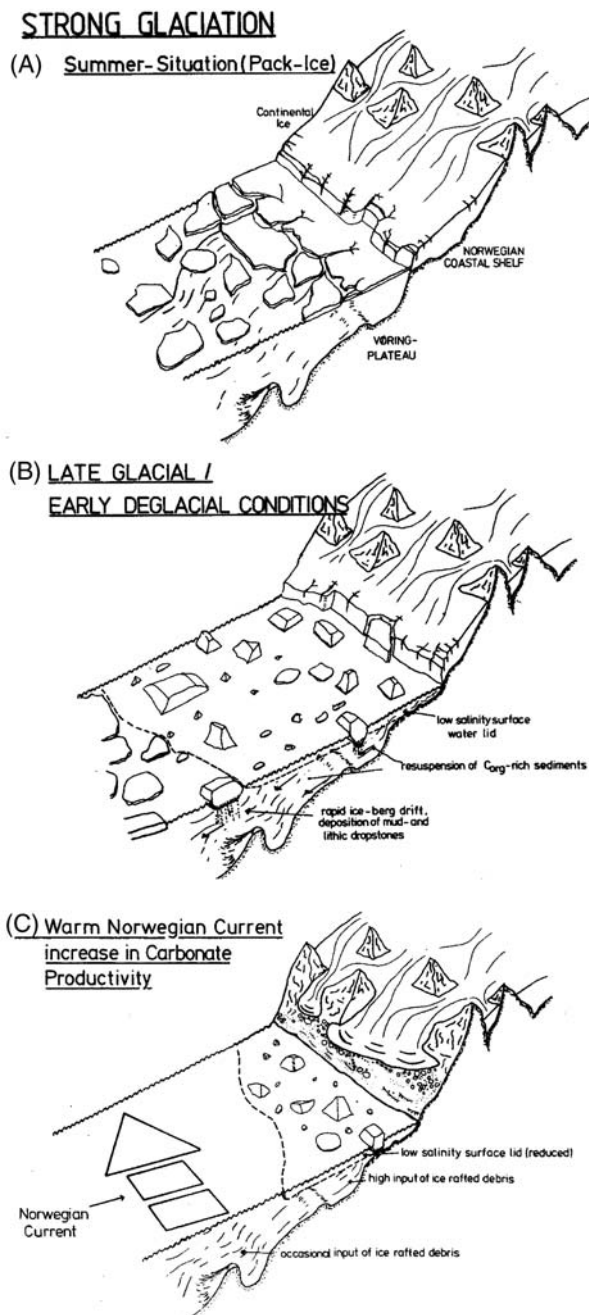 STRONG GLACIATION
(A) Summer-Situation (Pack-Ice)
Continental
Ice
NORWEGIAN
COASTAL SHELF
VØRING-
PLATEAU
(B) LATE GLACIAL /
EARLY DEGLACIAL CONDITIONS
low salinity surface
water lid
resuspension of Corg-rich sediments
rapid ice-berg drift,
deposition of mud- and
lithic dropstones
(C) Warm Norwegian Current
increase in Carbonate
Productivity
low salinity surface lid (reduced)
high input of ice rafted debris
Norwegian
Current
occasional input of ice rafted debris